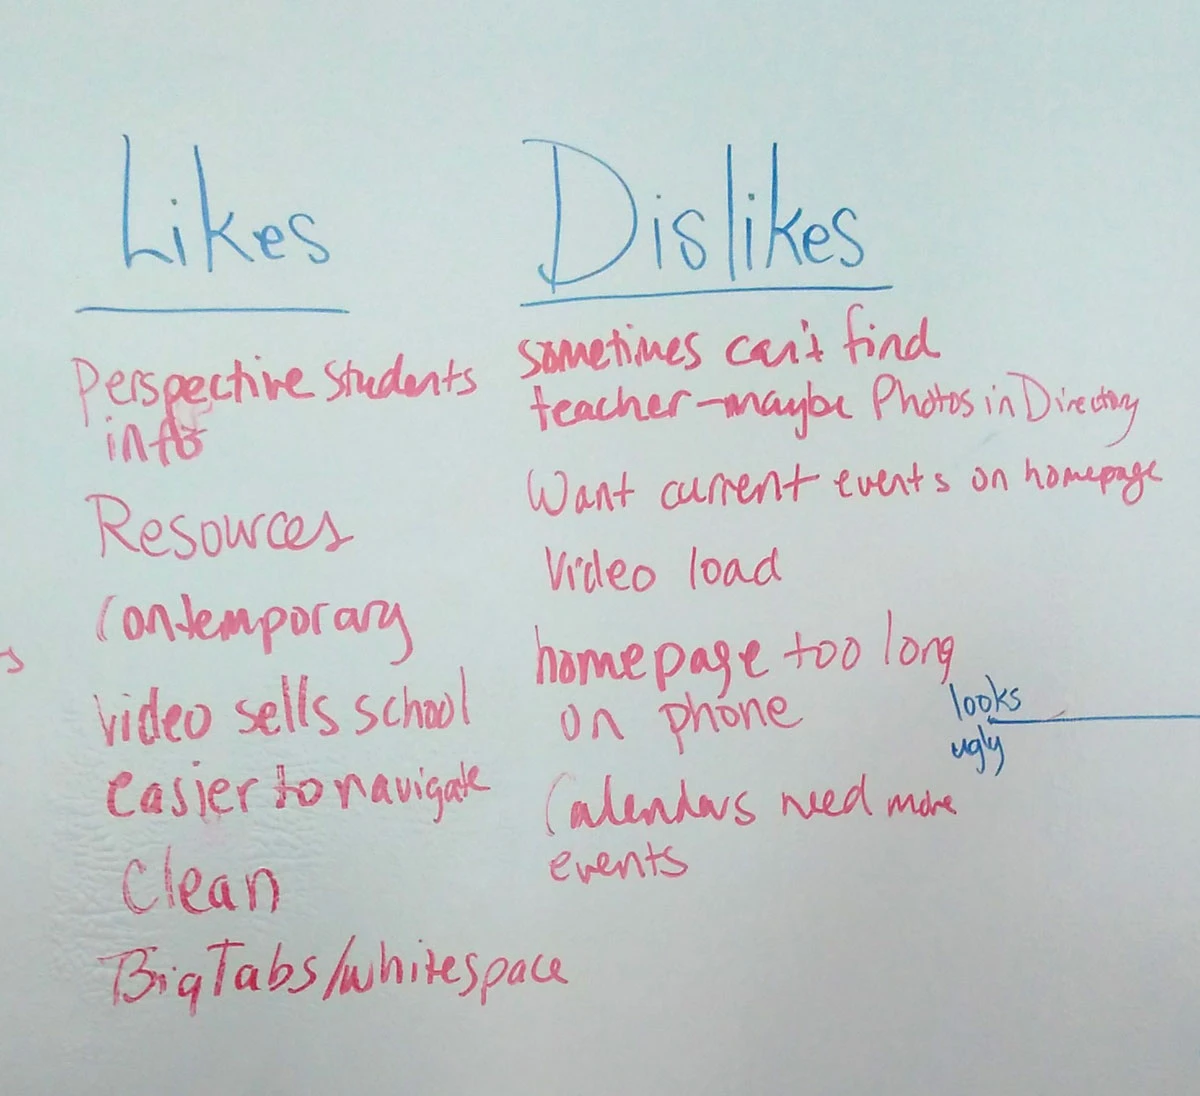 Likes
Perspective Students
info
Resources
Contemporary
video sells school
easier to navigate
Clean
Big Tabs/whitespace
Dislikes
sometimes can't find
teacher - maybe Photos in Directory
Want current events on homepage
Video load
homepage too long
on phone
Calendars need more
events
looks
ugly